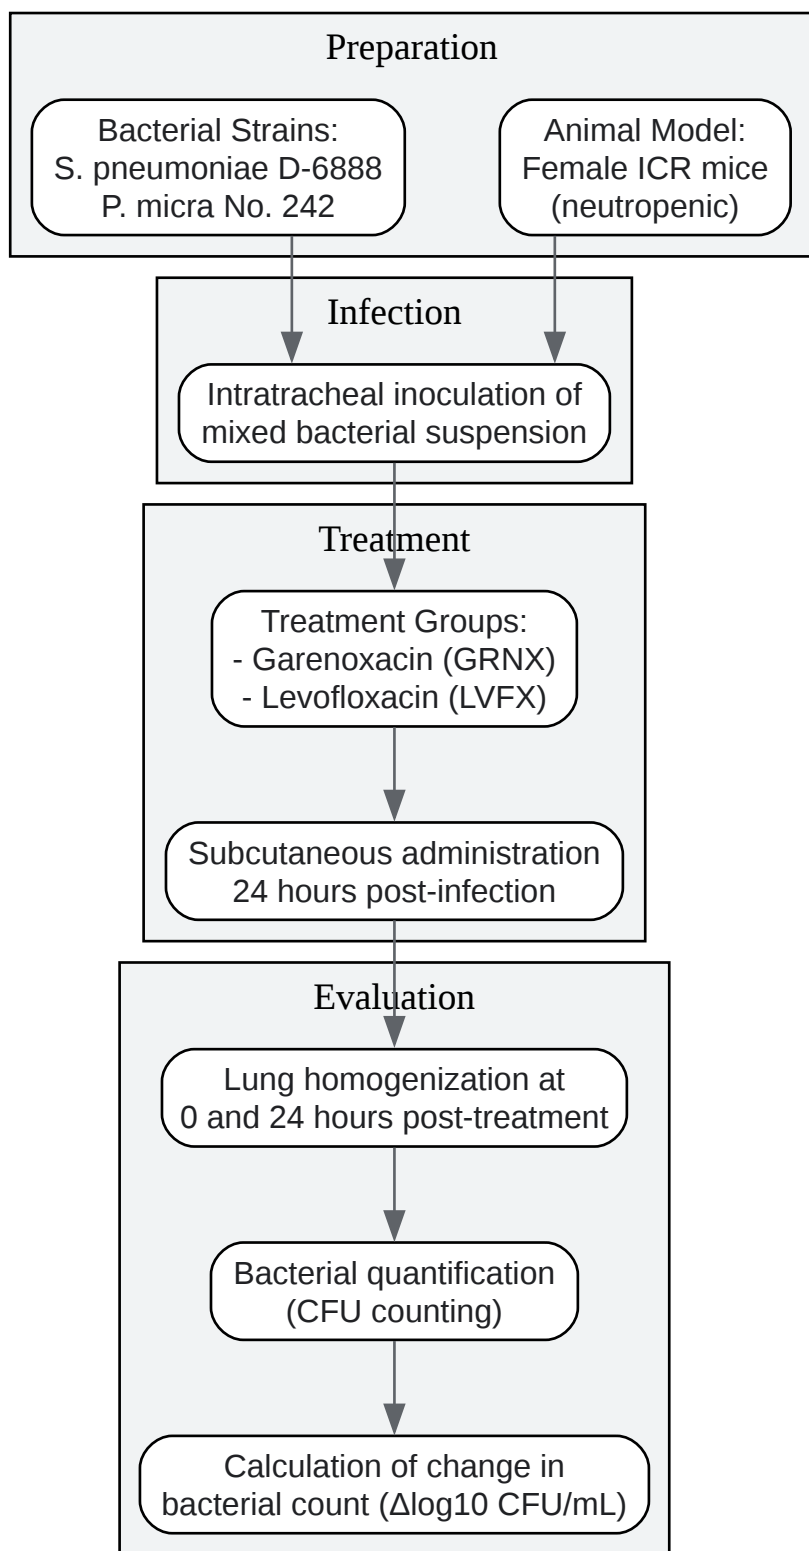 Preparation
Bacterial Strains:
S. pneumoniae D-6888
P. micra No. 242
Animal Model:
Female ICR mice
(neutropenic)
Infection
Intratracheal inoculation of
mixed bacterial suspension
Treatment
Treatment Groups:
- Garenoxacin (GRNX)
- Levofloxacin (LVFX)
Subcutaneous administration
24 hours post-infection
Evaluation
Lung homogenization at
0 and 24 hours post-treatment
Bacterial quantification
(CFU counting)
Calculation of change in
bacterial count (Δlog10 CFU/mL)